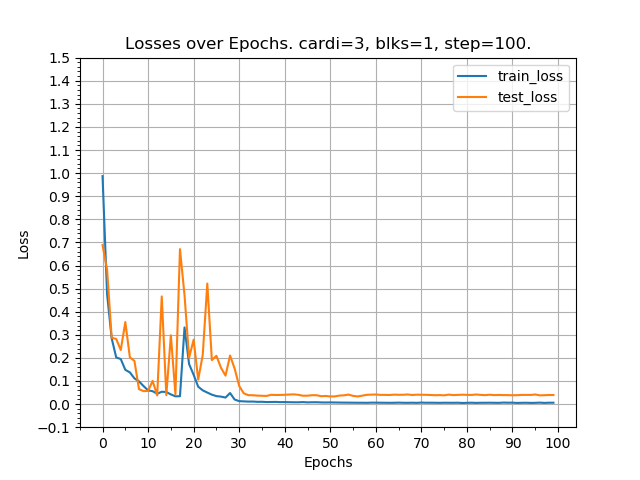 Losses over Epochs. cardi=3, blks=1, step=100.
train_loss
test_loss
1.5
1.4
1.3
1.2
1.1
1.0
0.9
0.8
0.7
0.6
0.5
0.4
0.3
0.2
0.1
0.0
−0.1
Loss
0 10 20 30 40 50 60 70 80 90 100
Epochs